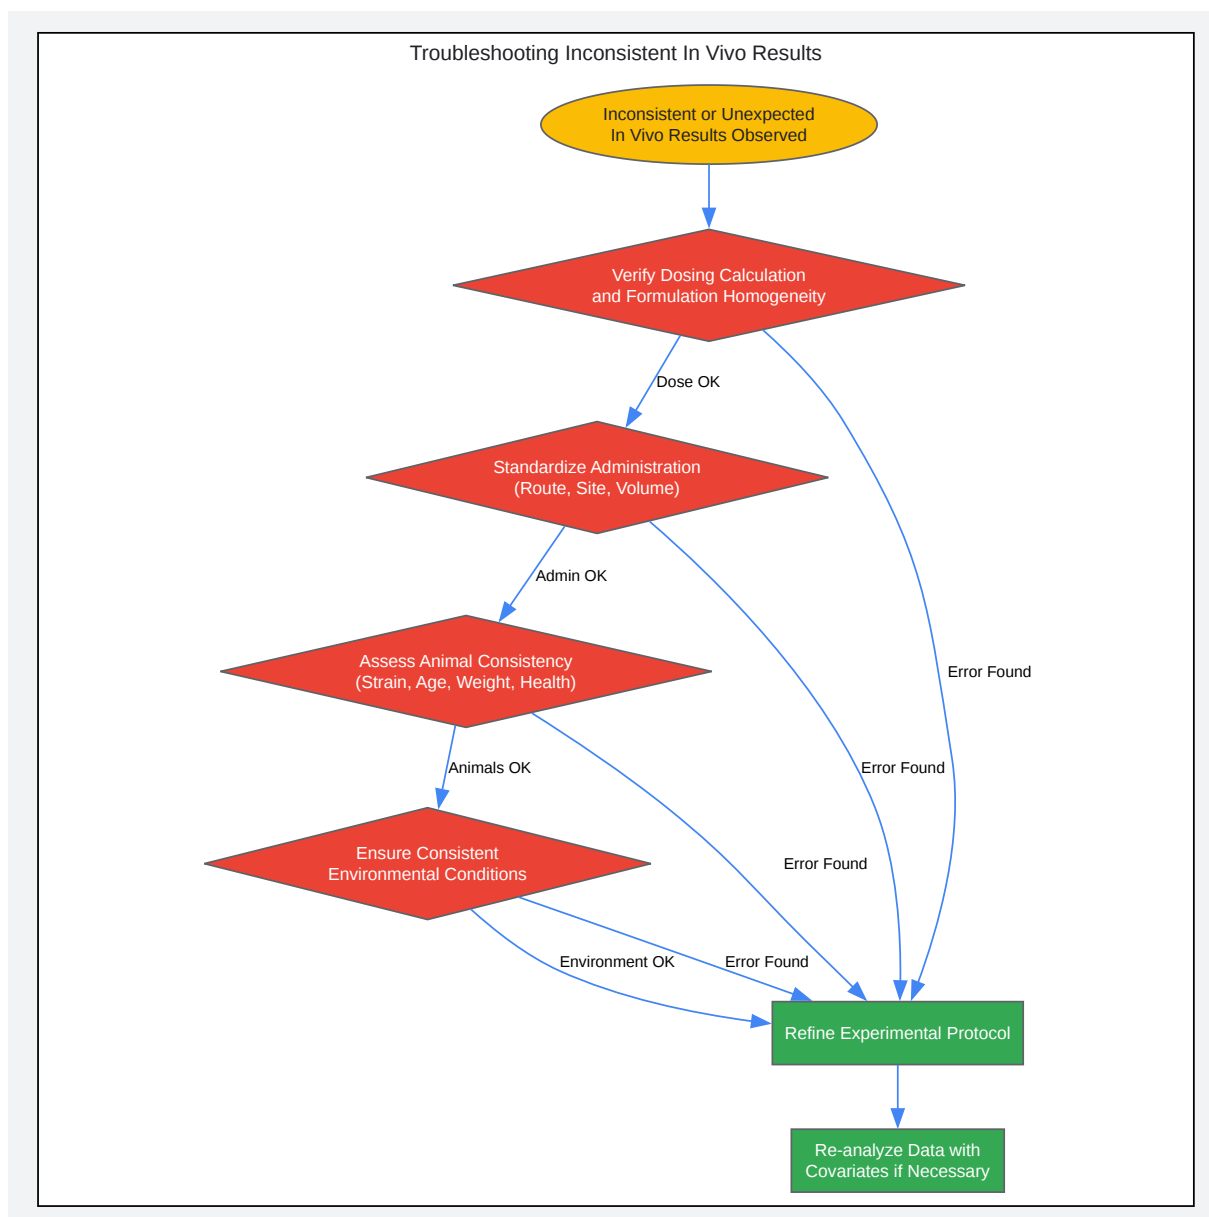 Troubleshooting Inconsistent In Vivo Results
Inconsistent or Unexpected
In Vivo Results Observed
Verify Dosing Calculation
and Formulation Homogeneity
Dose OK
Standardize Administration
(Route, Site, Volume)
Admin OK
Assess Animal Consistency
(Strain, Age, Weight, Health)
Error Found
Animals OK
Error Found
Ensure Consistent
Environmental Conditions
Error Found
Environment OK
Error Found
Refine Experimental Protocol
Re-analyze Data with
Covariates if Necessary